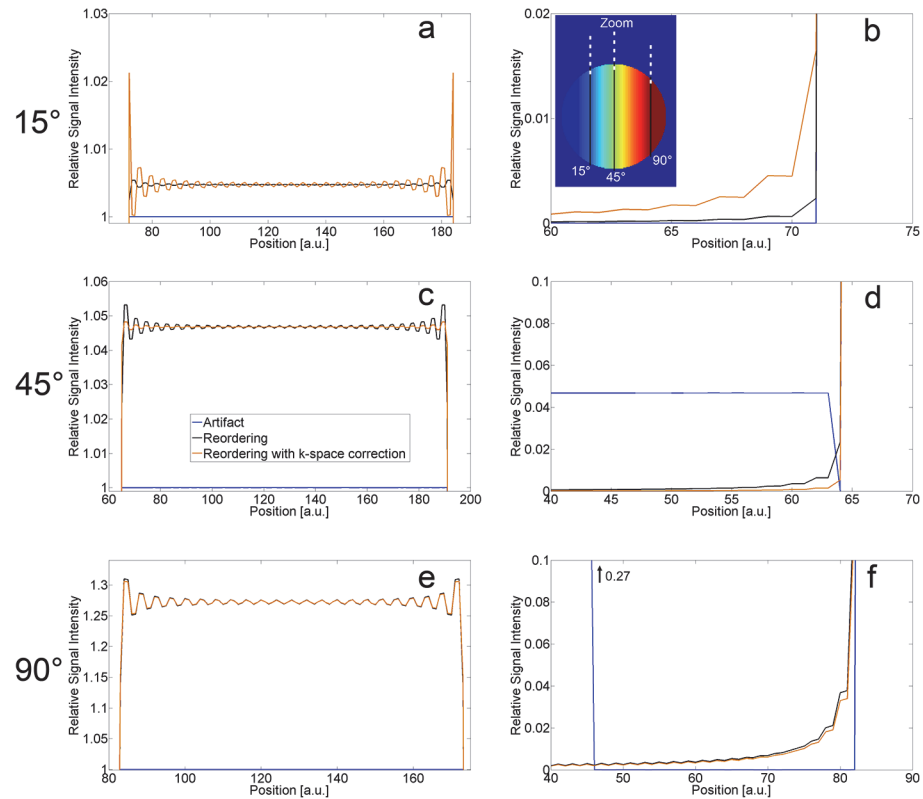 15°
a
Relative Signal Intensity
1.03
1.02
1.01
1
80 100 120 140 160 180
Position [a.u.]
b
Relative Signal Intensity
0.02
0.01
0
60 65 70 75
Position [a.u.]
Zoom
15°
45°
90°
45°
c
Relative Signal Intensity
1.06
1.05
1.04
1.03
1.02
1.01
1
60 80 100 120 140 160 180 200
Position [a.u.]
Artifact
Reordering
Reordering with k-space correction
d
Relative Signal Intensity
0.1
0.08
0.06
0.04
0.02
0
40 45 50 55 60 65 70
Position [a.u.]
90°
e
Relative Signal Intensity
1.3
1.25
1.2
1.15
1.1
1.05
1
80 100 120 140 160
Position [a.u.]
f
Relative Signal Intensity
0.1
0.08
0.06
0.04
0.02
0
40 50 60 70 80 90
Position [a.u.]
0.27